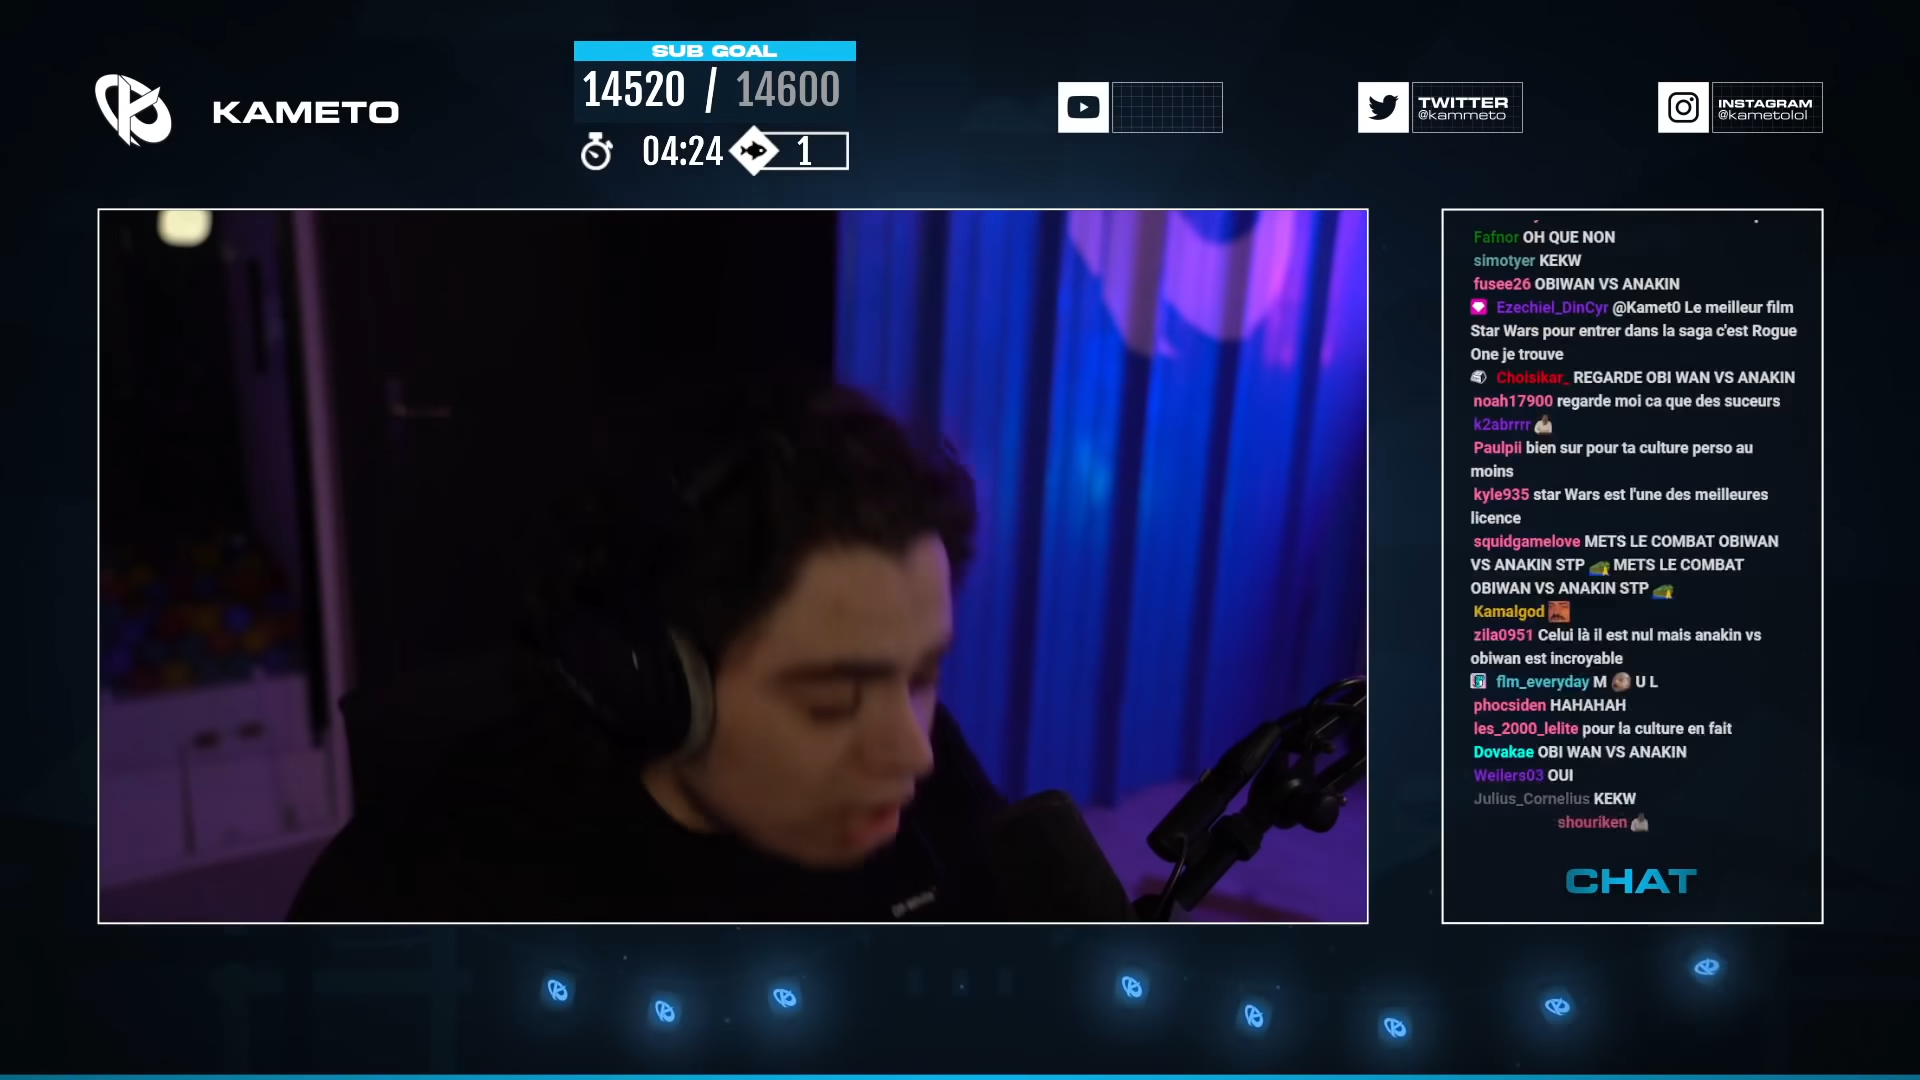 SUB GOAL
14520 / 14600
KAMETO
04:24
1
TWITTER
@kammeto
INSTAGRAM
@kametolol
Fafnor OH QUE NON
simotyer KEKW
fusee26 OBIWAN VS ANAKIN
Ezechiel_DinCyr @Kamet0 Le meilleur film
Star Wars pour entrer dans la saga c'est Rogue
One je trouve
Choisikar_ REGARDE OBI WAN VS ANAKIN
noah17900 regarde moi ca que des suceurs
k2abrrrr
Paulpii bien sur pour ta culture perso au
moins
kyle935 star Wars est l'une des meilleures
licence
squidgamelove METS LE COMBAT OBIWAN
VS ANAKIN STP METS LE COMBAT
OBIWAN VS ANAKIN STP
Kamalgod
zila0951 Celui là il est nul mais anakin vs
obiwan est incroyable
flm_everyday M U L
phocsiden HAHAHAH
les_2000_lelite pour la culture en fait
Dovakae OBI WAN VS ANAKIN
Weilers03 OUI
Julius_Cornelius KEKW
shouriken
CHAT